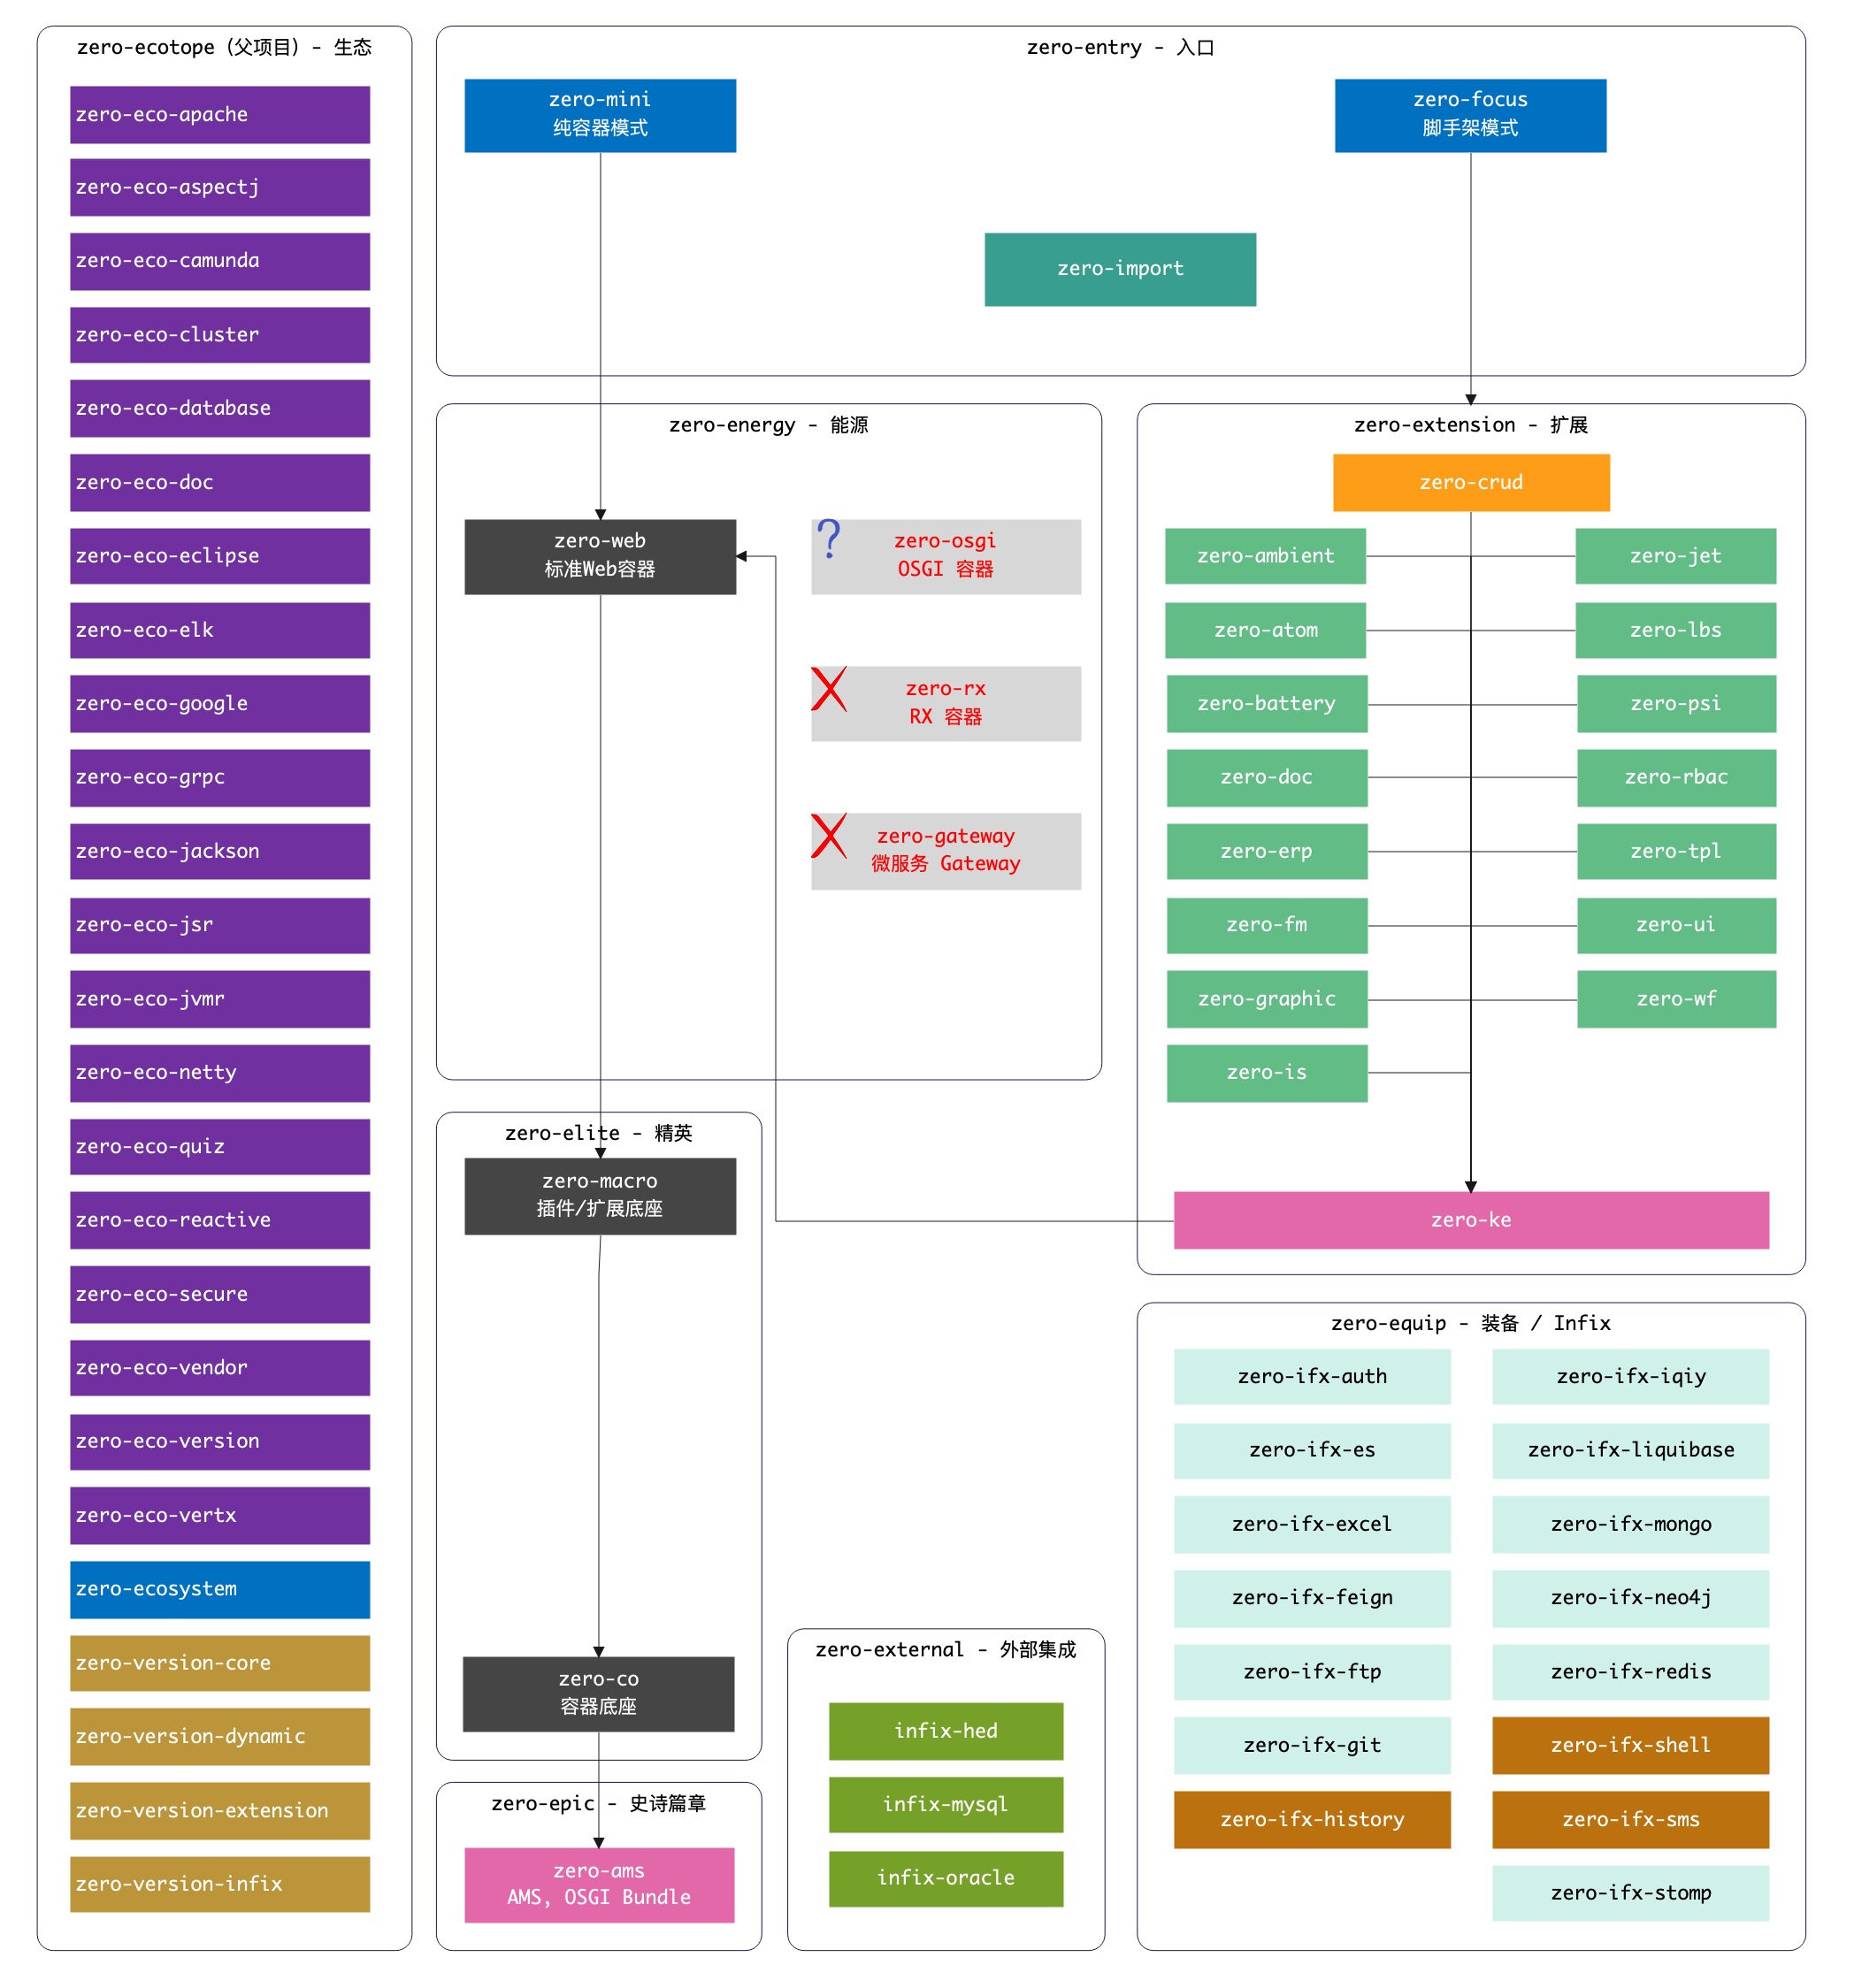 zero-ecotope (父项目) - 生态
zero-eco-apache
zero-eco-aspectj
zero-eco-camunda
zero-eco-cluster
zero-eco-database
zero-eco-doc
zero-eco-eclipse
zero-eco-elk
zero-eco-google
zero-eco-grpc
zero-eco-jackson
zero-eco-jsr
zero-eco-jvmr
zero-eco-netty
zero-eco-quiz
zero-eco-reactive
zero-eco-secure
zero-eco-vendor
zero-eco-version
zero-eco-vertx
zero-ecosystem
zero-version-core
zero-version-dynamic
zero-version-extension
zero-version-infix
zero-entry - 入口
zero-mini
纯容器模式
zero-focus
脚手架模式
zero-import
zero-energy - 能源
zero-web
标准Web容器
?
zero-osgi
OSGI 容器
zero-rx
RX 容器
zero-gateway
微服务 Gateway
zero-extension - 扩展
zero-crud
zero-ambient
zero-jet
zero-atom
zero-lbs
zero-battery
zero-psi
zero-doc
zero-rbac
zero-erp
zero-tpl
zero-fm
zero-ui
zero-graphic
zero-wf
zero-is
zero-ke
zero-elite - 精英
zero-macro
插件/扩展底座
zero-co
容器底座
zero-epic - 史诗篇章
zero-ams
AMS, OSGI Bundle
zero-external - 外部集成
infix-hed
infix-mysql
infix-oracle
zero-equip - 装备 / Infix
zero-ifx-auth
zero-ifx-iqiy
zero-ifx-es
zero-ifx-liquibase
zero-ifx-excel
zero-ifx-mongo
zero-ifx-feign
zero-ifx-neo4j
zero-ifx-ftp
zero-ifx-redis
zero-ifx-git
zero-ifx-shell
zero-ifx-history
zero-ifx-sms
zero-ifx-stomp